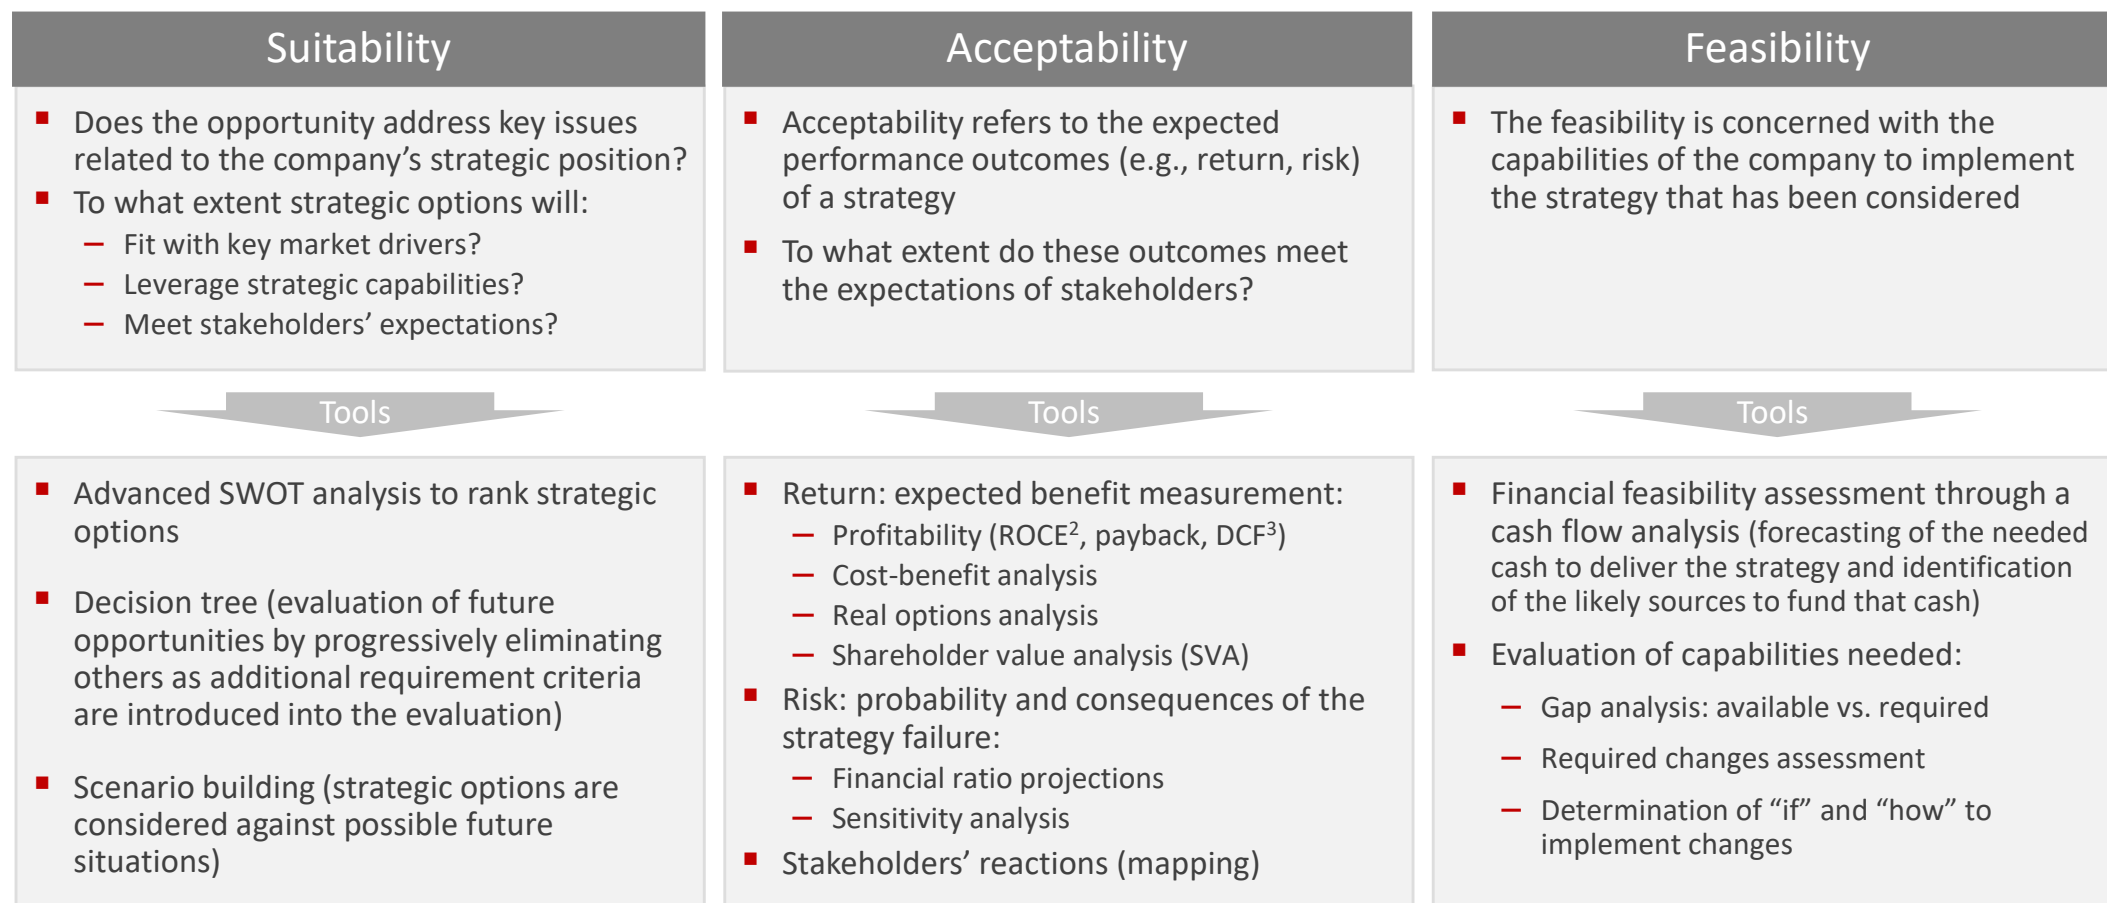 Suitability
■ Does the opportunity address key issues
related to the company’s strategic position?
■ To what extent strategic options will:
– Fit with key market drivers?
– Leverage strategic capabilities?
– Meet stakeholders’ expectations?
Tools
■ Advanced SWOT analysis to rank strategic
options
■ Decision tree (evaluation of future
opportunities by progressively eliminating
others as additional requirement criteria
are introduced into the evaluation)
■ Scenario building (strategic options are
considered against possible future
situations)
Acceptability
■ Acceptability refers to the expected
performance outcomes (e.g., return, risk)
of a strategy
■ To what extent do these outcomes meet
the expectations of stakeholders?
Tools
■ Return: expected benefit measurement:
– Profitability (ROCE², payback, DCF³)
– Cost-benefit analysis
– Real options analysis
– Shareholder value analysis (SVA)
■ Risk: probability and consequences of the
strategy failure:
– Financial ratio projections
– Sensitivity analysis
■ Stakeholders’ reactions (mapping)
Feasibility
■ The feasibility is concerned with the
capabilities of the company to implement
the strategy that has been considered
Tools
■ Financial feasibility assessment through a
cash flow analysis (forecasting of the needed
cash to deliver the strategy and identification
of the likely sources to fund that cash)
■ Evaluation of capabilities needed:
– Gap analysis: available vs. required
– Required changes assessment
– Determination of “if” and “how” to
implement changes